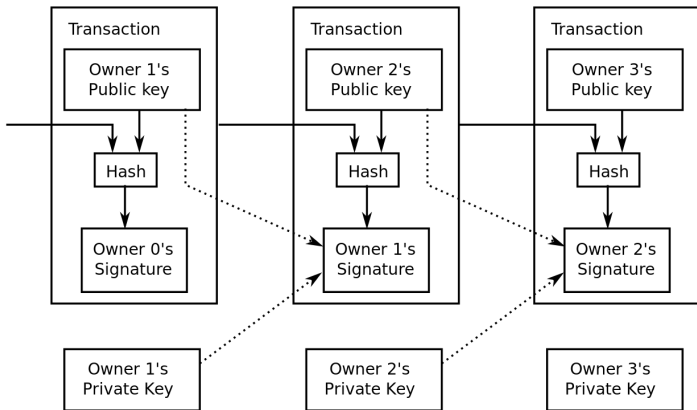 Transaction
Owner 1's
Public key
Hash
Owner 0's
Signature
Transaction
Owner 2's
Public key
Hash
Owner 1's
Signature
Transaction
Owner 3's
Public key
Hash
Owner 2's
Signature
Owner 1's
Private Key
Owner 2's
Private Key
Owner 3's
Private Key